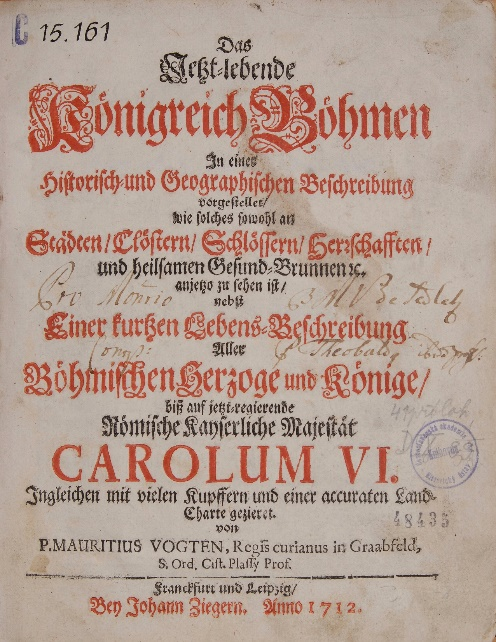 C 15.161
Das
Jetzt-lebende
Königreich Böhmen
In einer
Historisch- und Geographischen Beschreibung
vorgestellet/
wie solches sowohl an
Städten/ Clöstern/ Schlössern/ Herrschafften/
und heilsamen Gesund-Brunnen ꝛc.
anjetzo zu sehen ist/
nebst
Einer kurtzen Lebens-Beschreibung
Aller
Böhmischen Herzoge und Könige/
biß auf jetzt-regierende
Römische Kayserliche Majestät
CAROLUM VI.
Ingleichen mit vielen Kupffern und einer accuraten Land-
Charte gezieret.
von
48435
P. MAURITIUS VOGTEN, Regis curianus in Graabfeld,
S. Ord. Cist. Plassy Prof.
Franckfurt und Leipzig/
Bey Johann Ziegern. Anno 1712.